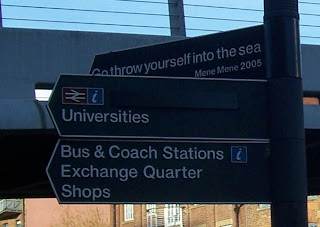 Go throw yourself into the sea
Mene Mene 2005
i
Universities
Bus & Coach Stations i
Exchange Quarter
Shops